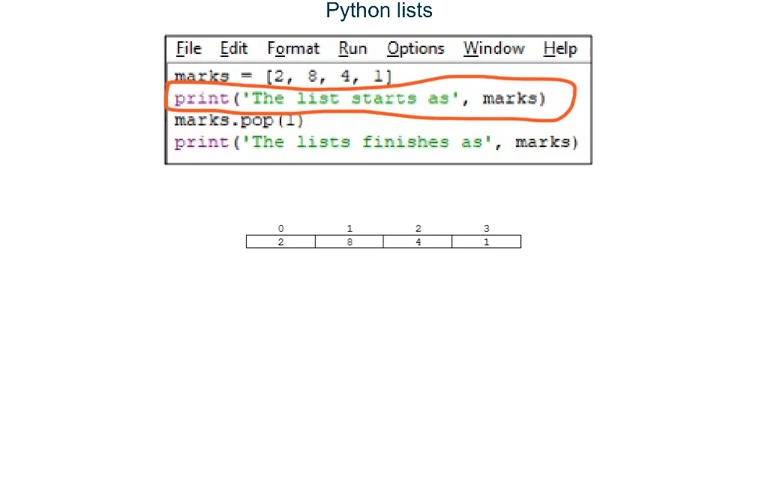 Python lists
File Edit Format Run Options Window Help
marks = [2, 8, 4, 1]
print('The list starts as', marks)
marks.pop(1)
print('The lists finishes as', marks)
0 1 2 3
2 8 4 1